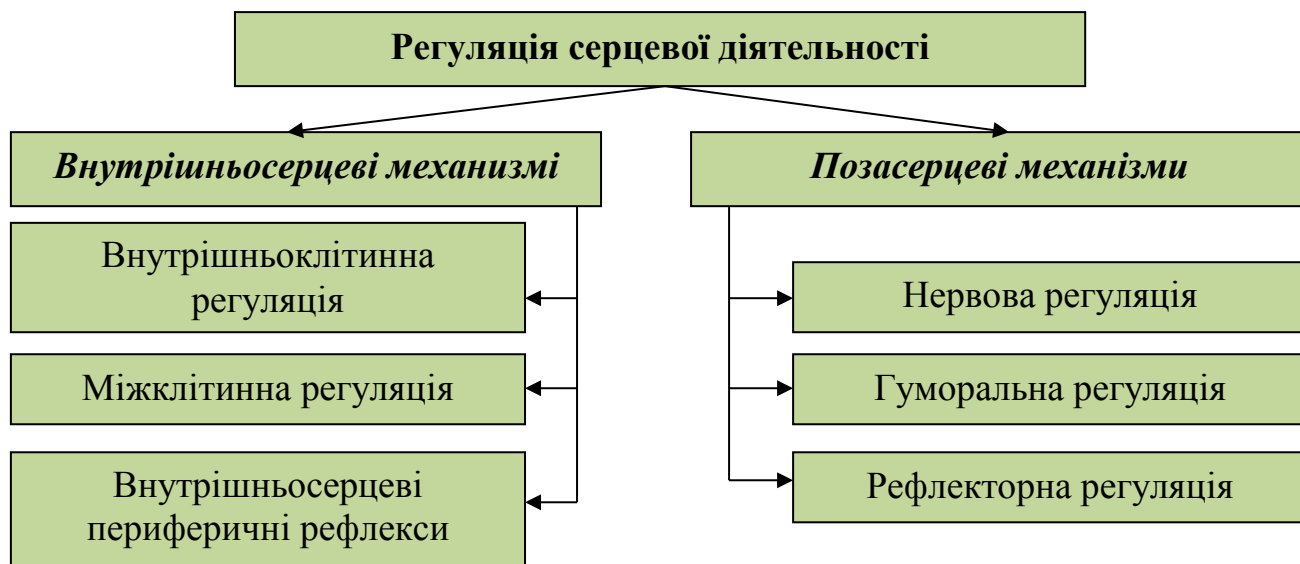 Регуляція серцевої діятельності
Внутрішньосерцеві механизмі
Позасерцеві механізми
Внутрішньоклітинна
регуляція
Міжклітинна регуляція
Внутрішньосерцеві
периферичні рефлекси
Нервова регуляція
Гуморальна регуляція
Рефлекторна регуляція